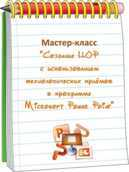 Мастер-класс
"Создание ЦОР
с использованием
технологических приёмов
в программе
Microsoft Power Point"